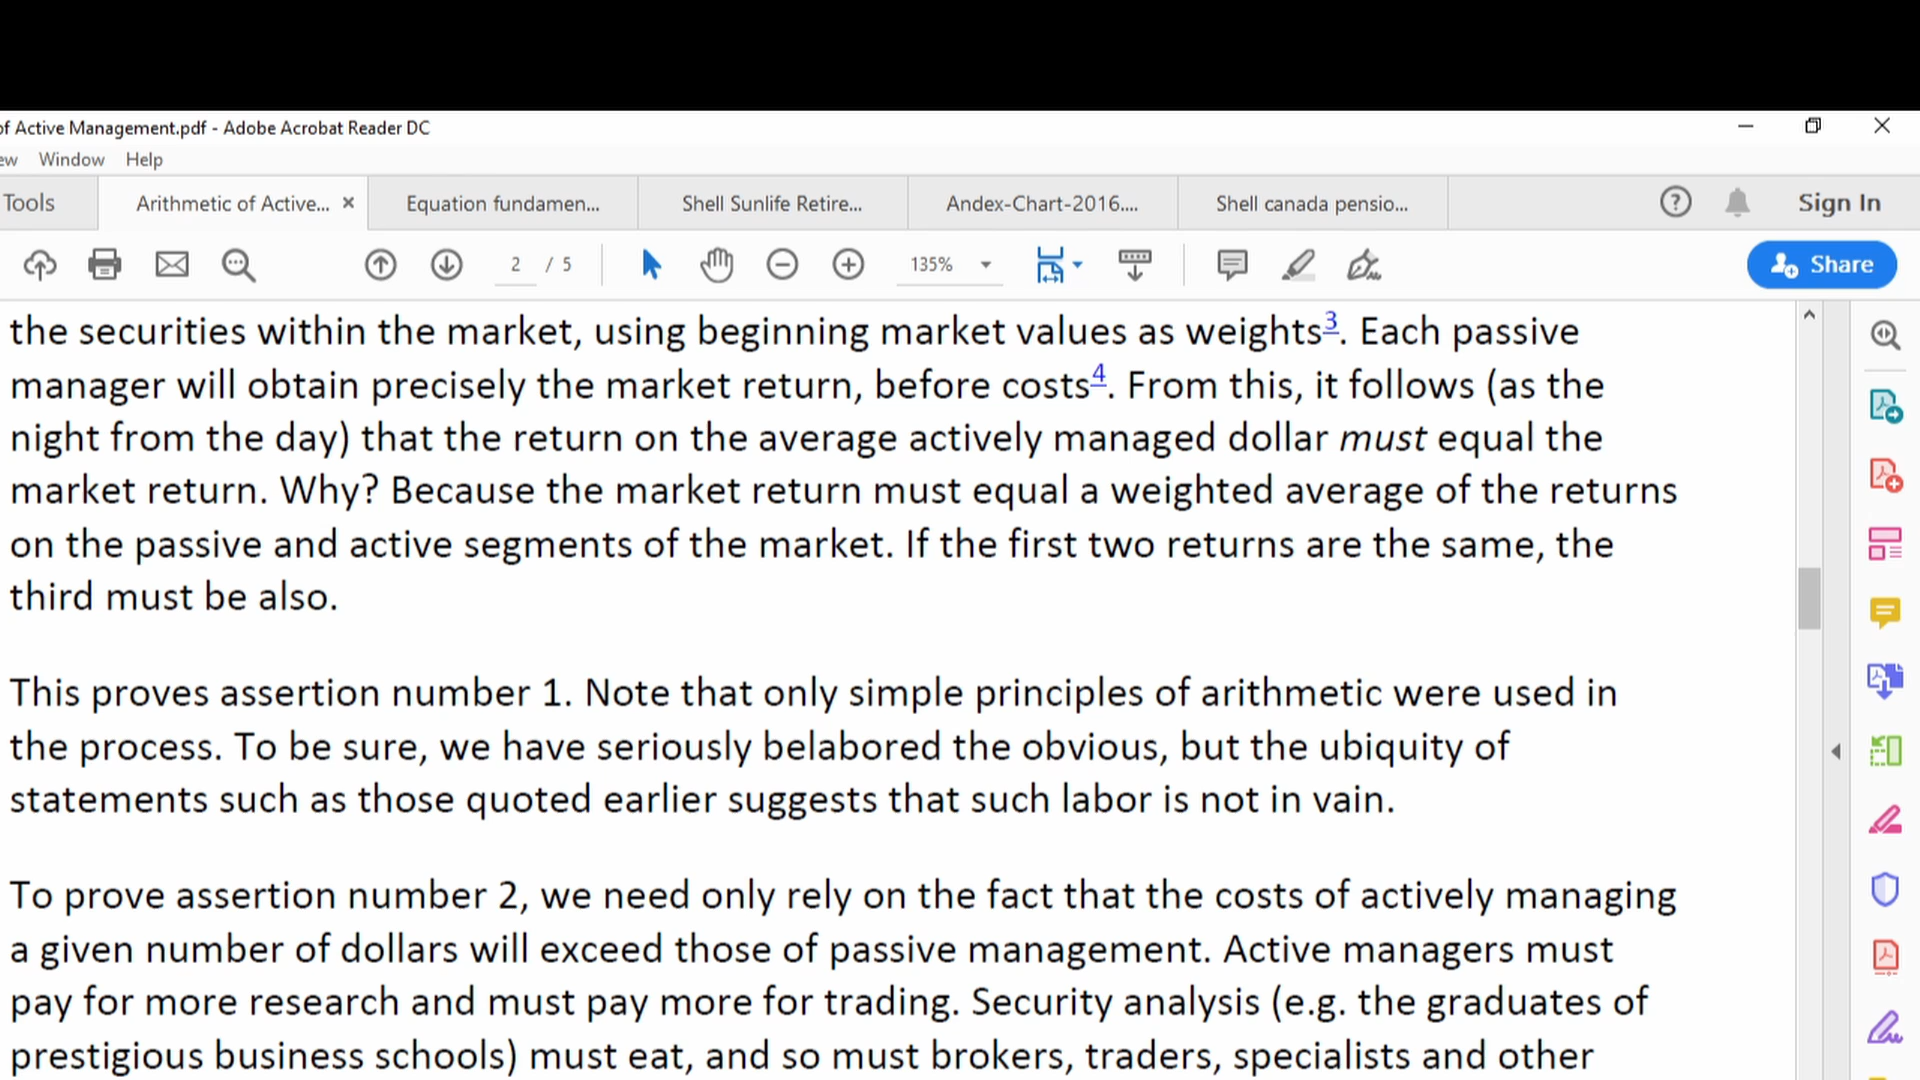 of Active Management.pdf - Adobe Acrobat Reader DC
ew Window Help
Tools Arithmetic of Active... × Equation fundamen... Shell Sunlife Retire... Andex-Chart-2016.... Shell canada pensio... Sign In
2 / 5 135% Share
the securities within the market, using beginning market values as weights3. Each passive
manager will obtain precisely the market return, before costs4. From this, it follows (as the
night from the day) that the return on the average actively managed dollar must equal the
market return. Why? Because the market return must equal a weighted average of the returns
on the passive and active segments of the market. If the first two returns are the same, the
third must be also.
This proves assertion number 1. Note that only simple principles of arithmetic were used in
the process. To be sure, we have seriously belabored the obvious, but the ubiquity of
statements such as those quoted earlier suggests that such labor is not in vain.
To prove assertion number 2, we need only rely on the fact that the costs of actively managing
a given number of dollars will exceed those of passive management. Active managers must
pay for more research and must pay more for trading. Security analysis (e.g. the graduates of
prestigious business schools) must eat, and so must brokers, traders, specialists and other